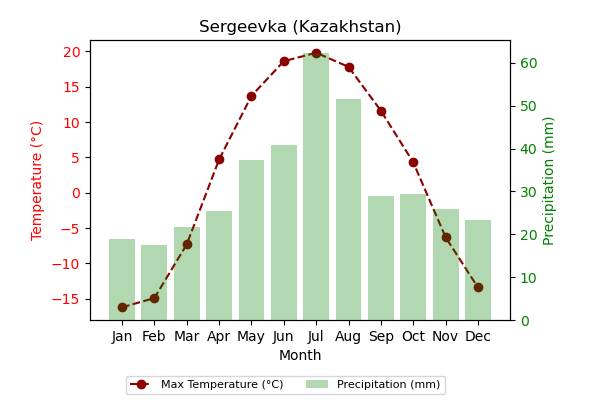 Sergeevka (Kazakhstan)
20
15
10
5
0
−5
−10
−15
Temperature (°C)
60
50
40
30
20
10
0
Precipitation (mm)
Jan Feb Mar Apr May Jun Jul Aug Sep Oct Nov Dec
Month
Max Temperature (°C) Precipitation (mm)